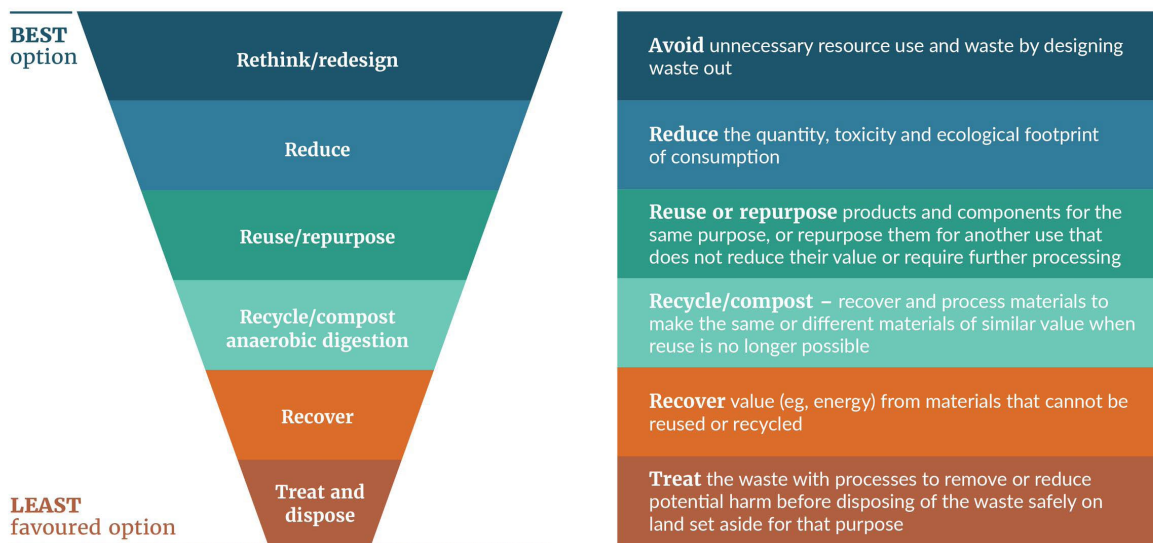 BEST
option
Rethink/redesign
Avoid unnecessary resource use and waste by designing
waste out
Reduce
Reduce the quantity, toxicity and ecological footprint
of consumption
Reuse/repurpose
Reuse or repurpose products and components for the
same purpose, or repurpose them for another use that
does not reduce their value or require further processing
Recycle/compost
anaerobic digestion
Recycle/compost – recover and process materials to
make the same or different materials of similar value when
reuse is no longer possible
Recover
Recover value (eg, energy) from materials that cannot be
reused or recycled
LEAST
favoured option
Treat and
dispose
Treat the waste with processes to remove or reduce
potential harm before disposing of the waste safely on
land set aside for that purpose